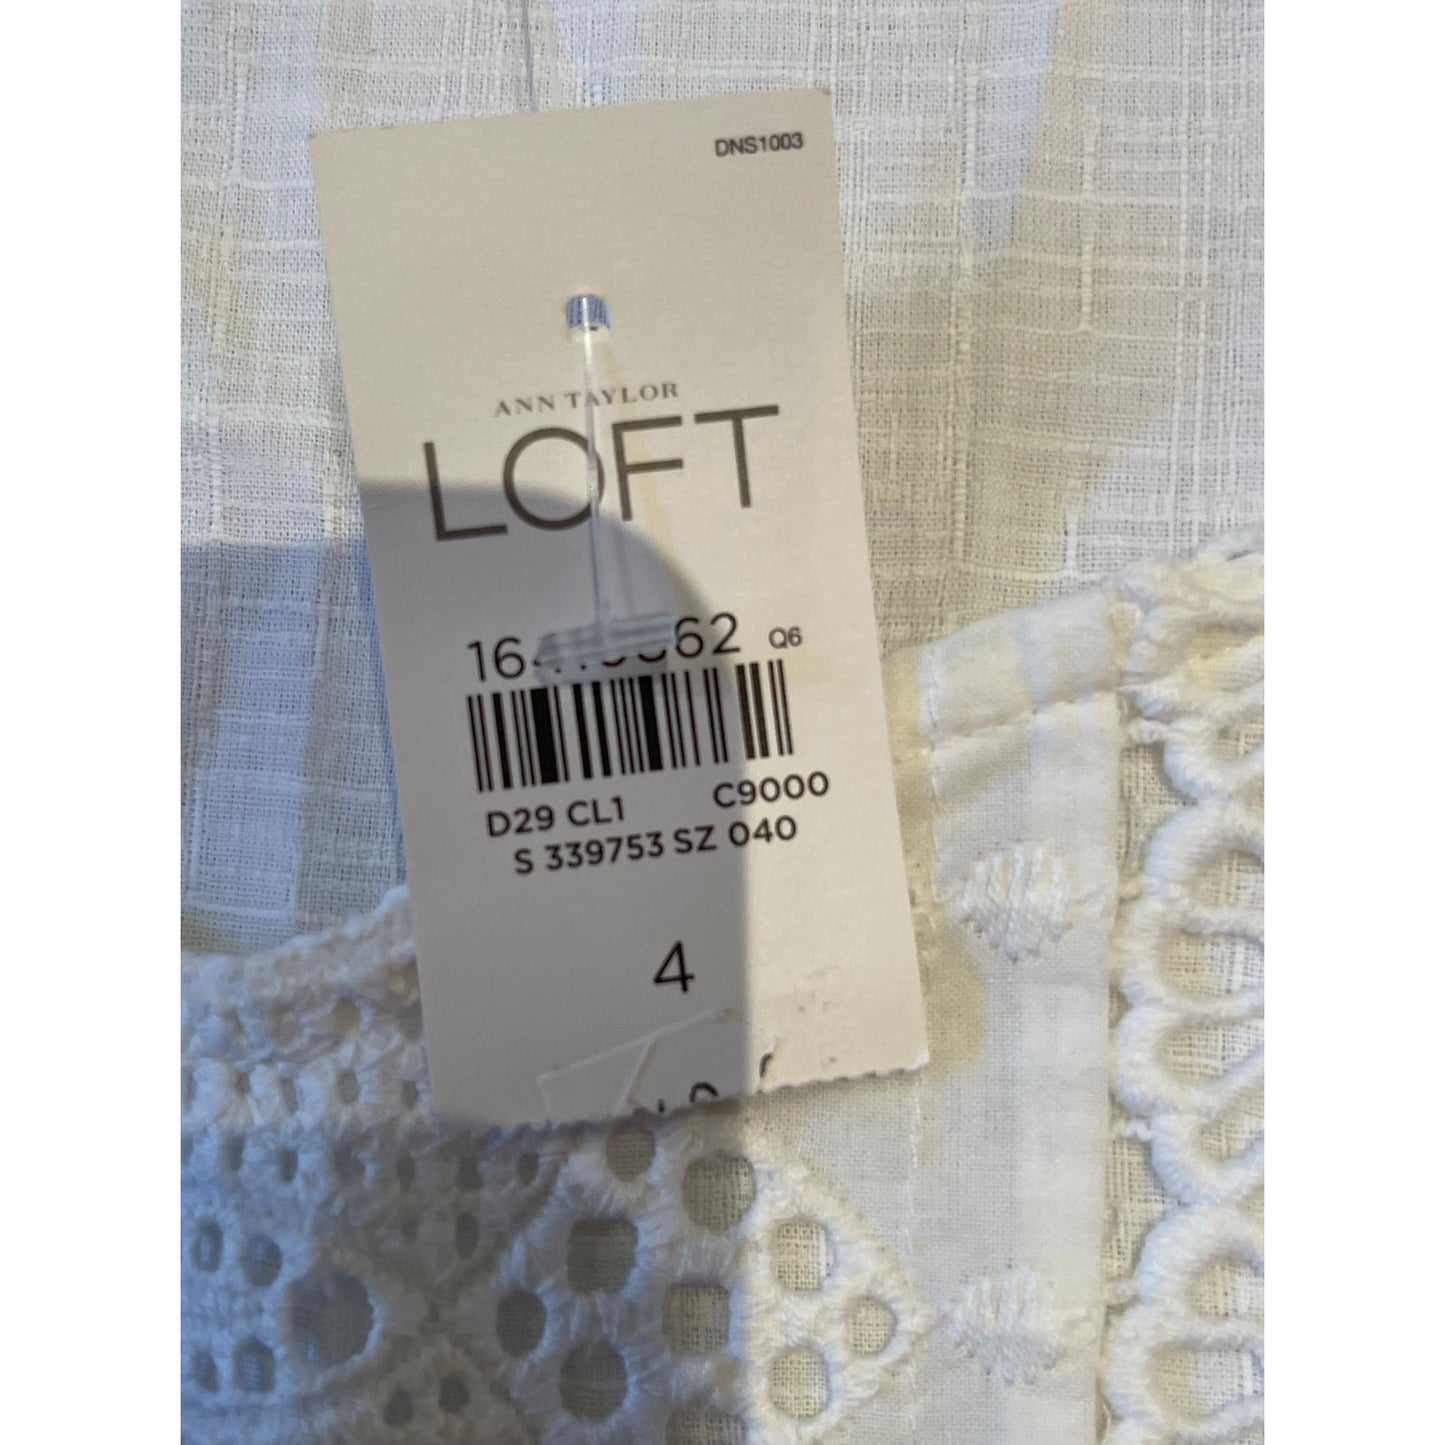 DNS1003
ANN TAYLOR
LOFT
Q6
D29 CL1 C9000
S 339753 SZ 040
4